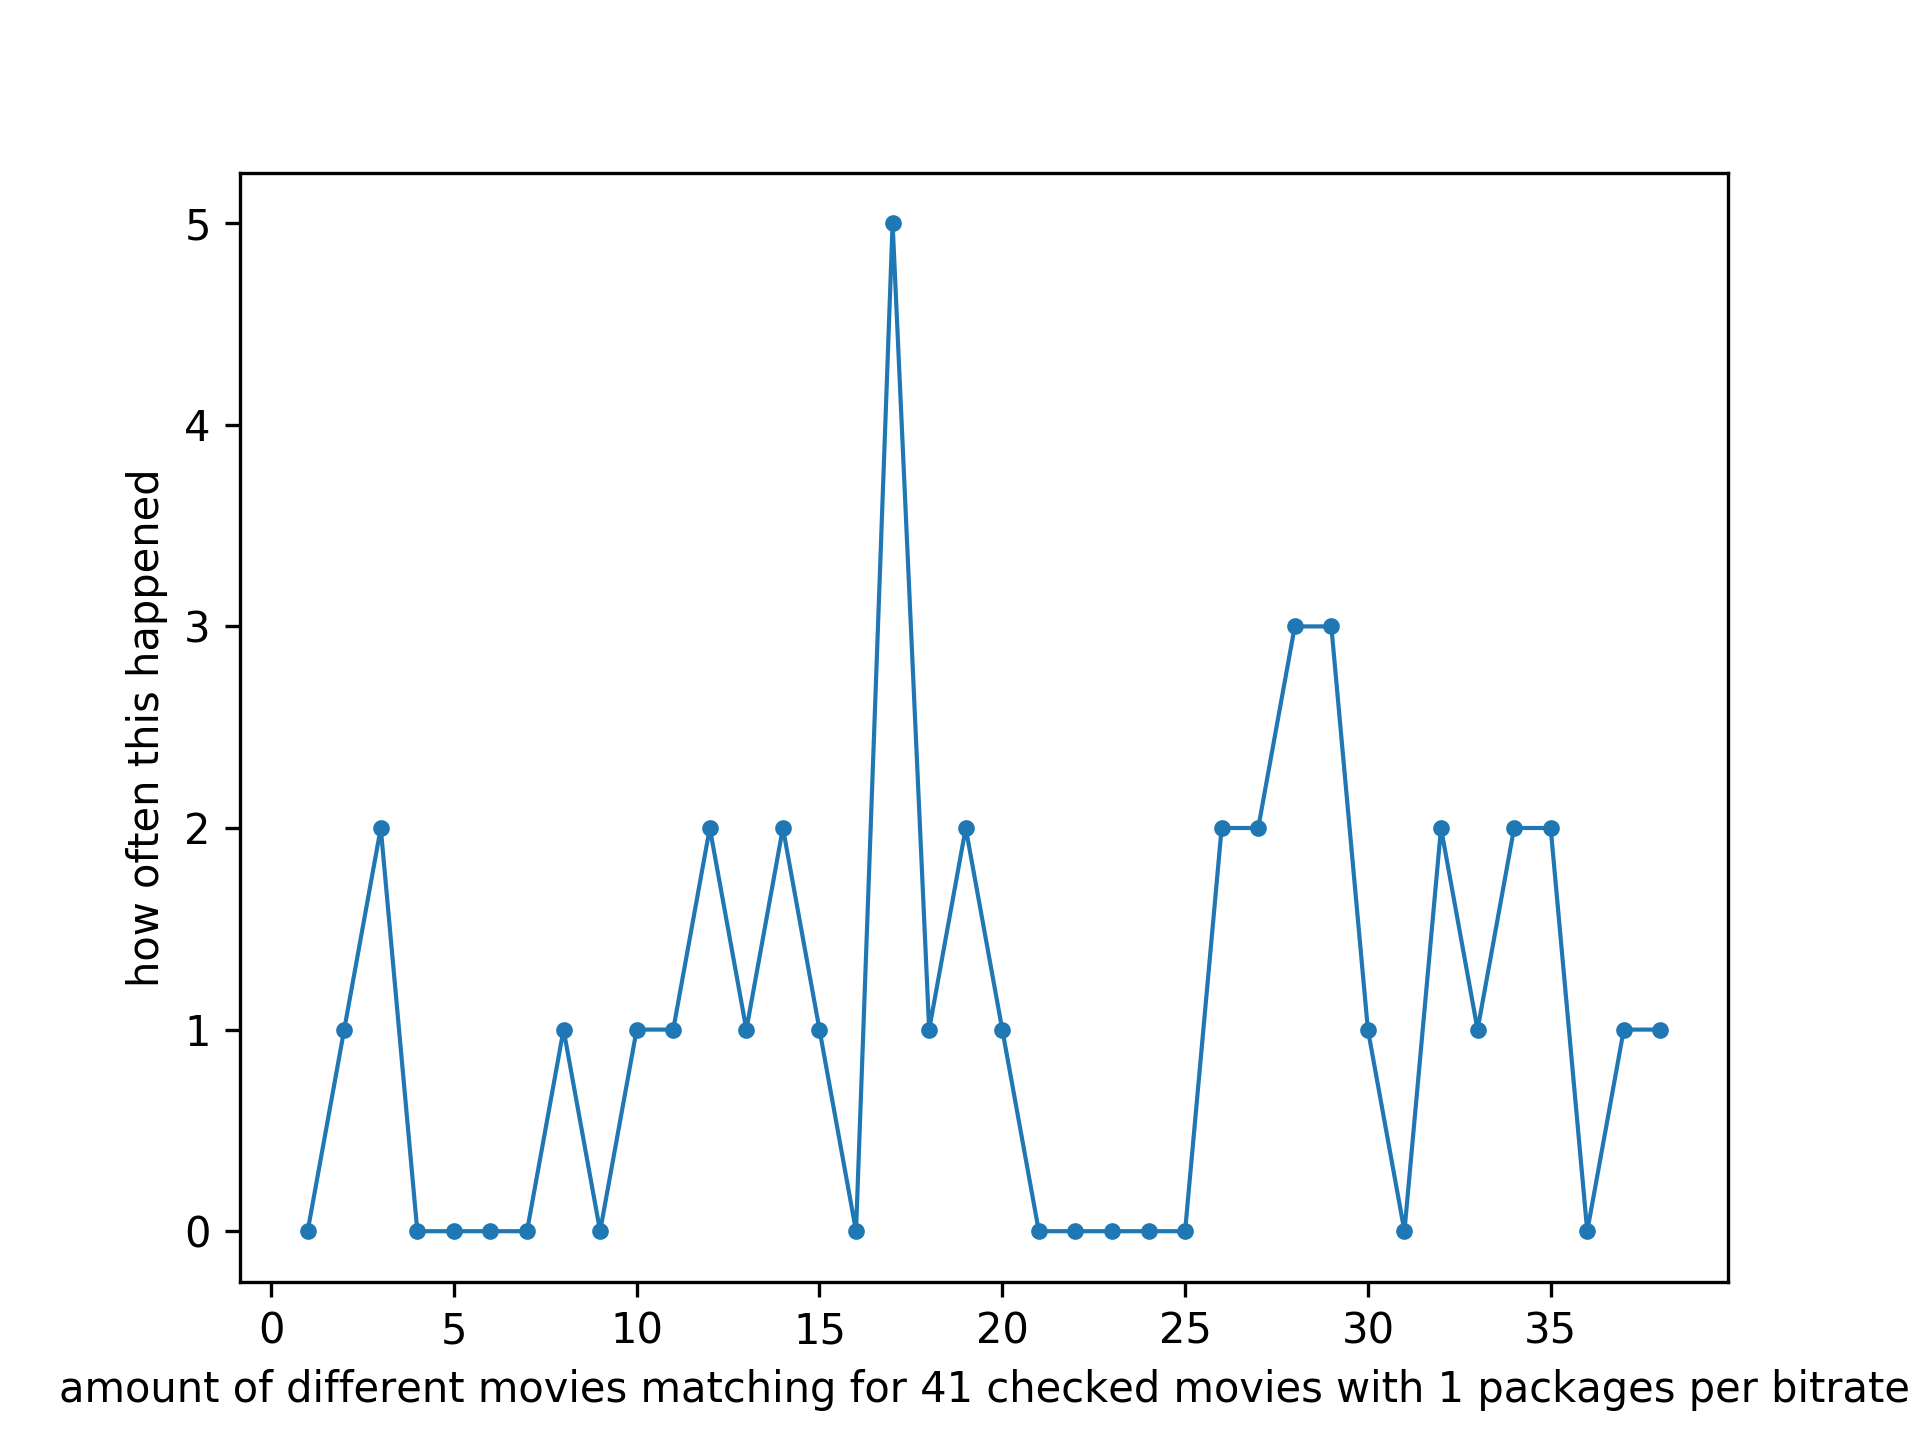 5
4
3
2
1
0
how often this happened
0 5 10 15 20 25 30 35
amount of different movies matching for 41 checked movies with 1 packages per bitrate